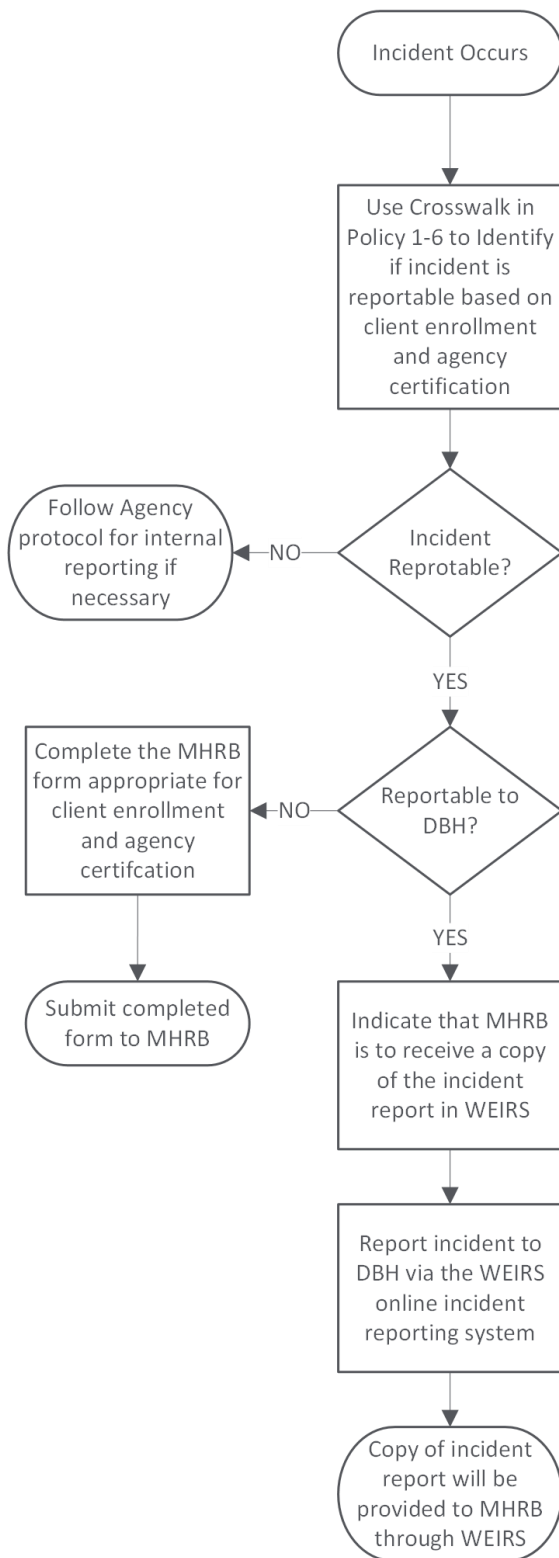 Incident Occurs
Use Crosswalk in
Policy 1-6 to Identify
if incident is
reportable based on
client enrollment
and agency
certification
Incident
Reprotable?
NO
Follow Agency
protocol for internal
reporting if
necessary
YES
Reportable to
DBH?
NO
Complete the MHRB
form appropriate for
client enrollment
and agency
certifcation
Submit completed
form to MHRB
YES
Indicate that MHRB
is to receive a copy
of the incident
report in WEIRS
Report incident to
DBH via the WEIRS
online incident
reporting system
Copy of incident
report will be
provided to MHRB
through WEIRS